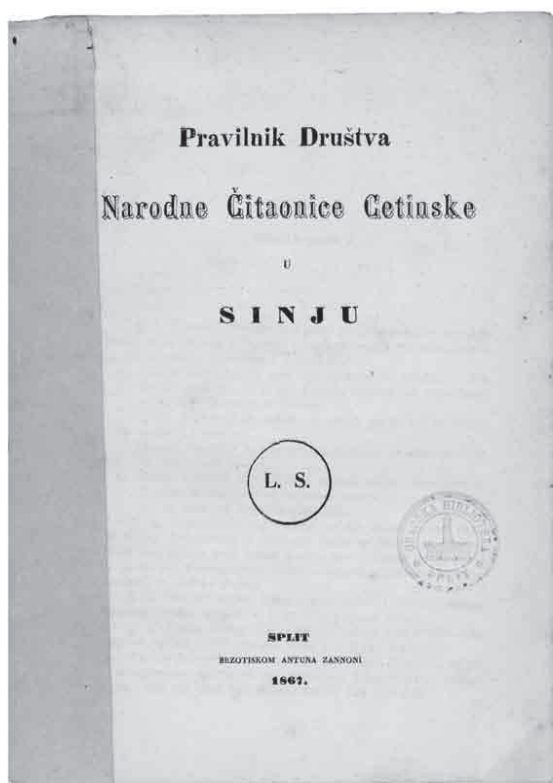 Pravilnik Društva
Narodne Čitaonice Cetinske
U
SINJU
L. S.
SPLIT
BRZOTISKOM ANTUNA ZANNONI
1867.